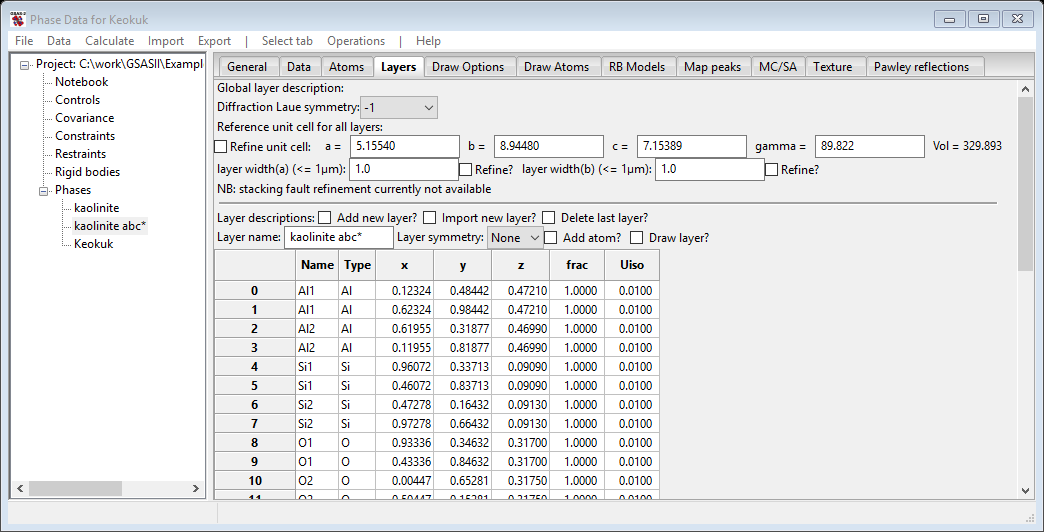 Phase Data for Keokuk
File Data Calculate Import Export | Select tab Operations | Help
Project: C:\work\GSASII\Exampl
Notebook
Controls
Covariance
Constraints
Restraints
Rigid bodies
Phases
kaolinite
kaolinite abc*
Keokuk
General Data Atoms Layers Draw Options Draw Atoms RB Models Map peaks MC/SA Texture Pawley reflections
Global layer description:
Diffraction Laue symmetry: -1
Reference unit cell for all layers:
Refine unit cell: a = 5.15540 b = 8.94480 c = 7.15389 gamma = 89.822 Vol = 329.893
layer width(a) (<= 1μm): 1.0 Refine? layer width(b) (<= 1μm): 1.0 Refine?
NB: stacking fault refinement currently not available
Layer descriptions: Add new layer? Import new layer? Delete last layer?
Layer name: kaolinite abc* Layer symmetry: None Add atom? Draw layer?
Name Type x y z frac Uiso
0 Al1 Al 0.12324 0.48442 0.47210 1.0000 0.0100
1 Al1 Al 0.62324 0.98442 0.47210 1.0000 0.0100
2 Al2 Al 0.61955 0.31877 0.46990 1.0000 0.0100
3 Al2 Al 0.11955 0.81877 0.46990 1.0000 0.0100
4 Si1 Si 0.96072 0.33713 0.09090 1.0000 0.0100
5 Si1 Si 0.46072 0.83713 0.09090 1.0000 0.0100
6 Si2 Si 0.47278 0.16432 0.09130 1.0000 0.0100
7 Si2 Si 0.97278 0.66432 0.09130 1.0000 0.0100
8 O1 O 0.93336 0.34632 0.31700 1.0000 0.0100
9 O1 O 0.43336 0.84632 0.31700 1.0000 0.0100
10 O2 O 0.00447 0.65281 0.31750 1.0000 0.0100
11 O2 O 0.50447 0.15281 0.31750 1.0000 0.0100